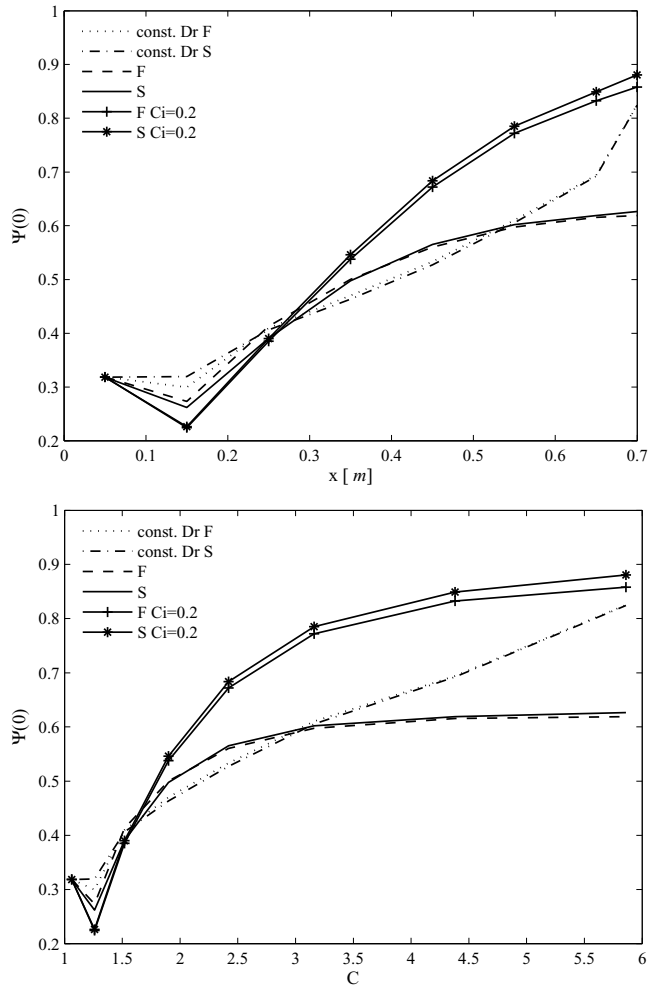 1
const. Dr F
const. Dr S
0.9
F
S
0.8
F Ci=0.2
S Ci=0.2
0.7
Ψ(0)
0.6
0.5
0.4
0.3
0.2
0 0.1 0.2 0.3 0.4 0.5 0.6 0.7
x [ m]
1
const. Dr F
const. Dr S
0.9
F
S
0.8
F Ci=0.2
S Ci=0.2
0.7
Ψ(0)
0.6
0.5
0.4
0.3
0.2
1 1.5 2 2.5 3 3.5 4 4.5 5 5.5 6
C